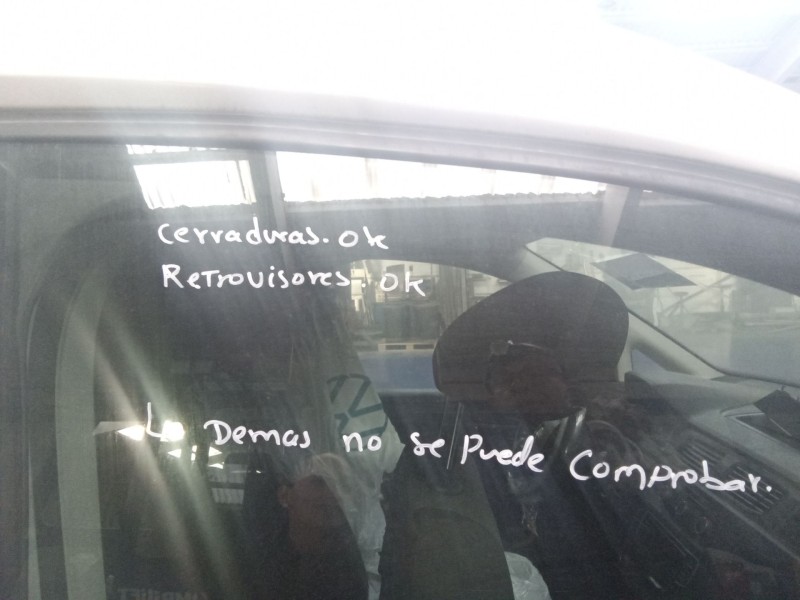 Cerraduras. ok
Retrovisores. ok
Lo Demas no se puede comprobar.